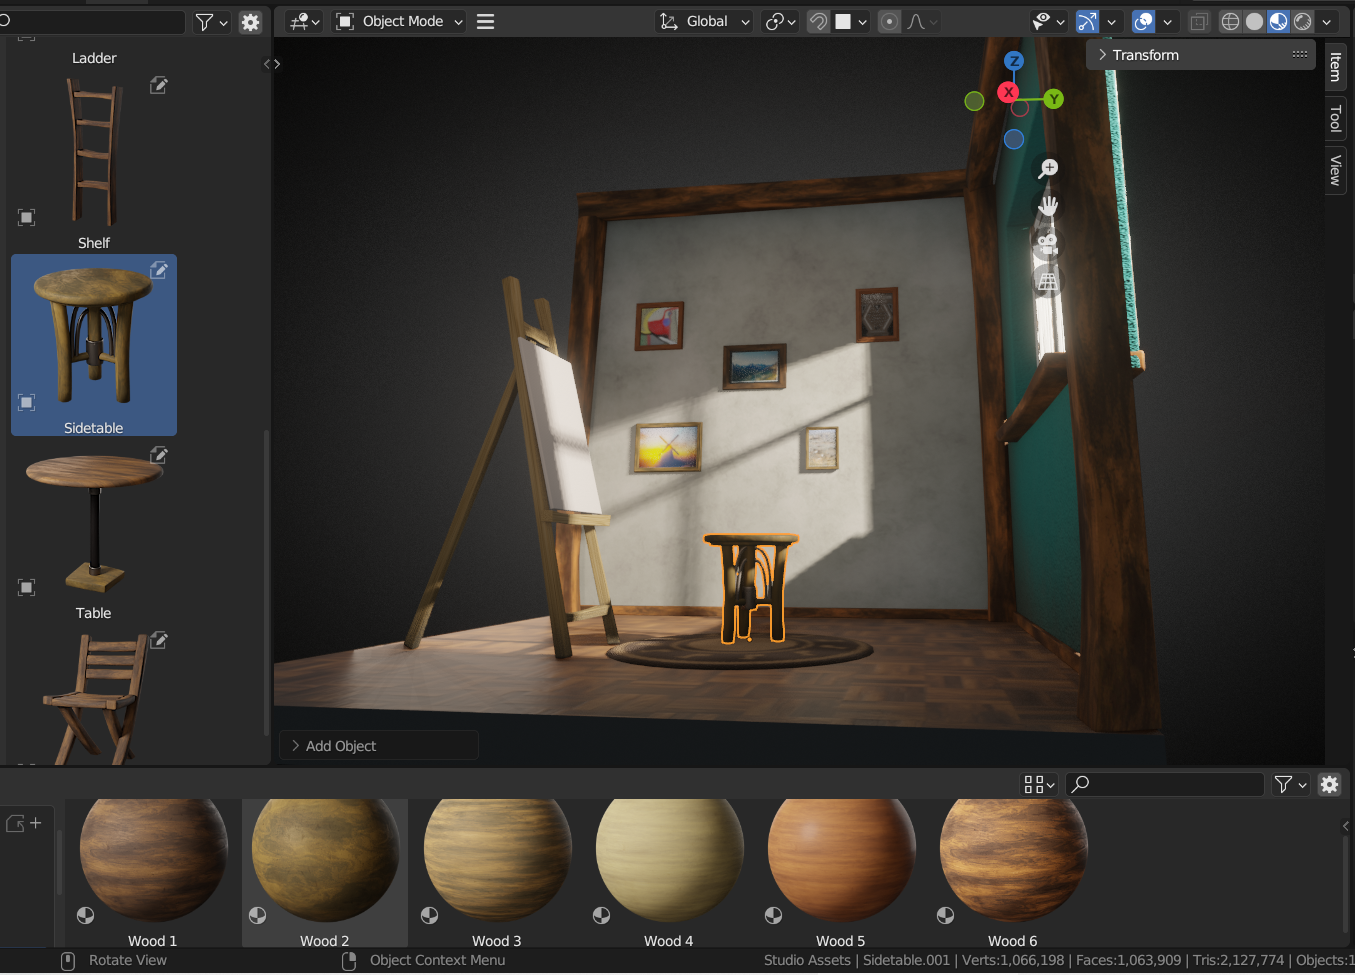 Object Mode
Global
Ladder
Shelf
Sidetable
Table
Transform
Item
Tool
View
Z
X
Y
Add Object
Wood 1
Wood 2
Wood 3
Wood 4
Wood 5
Wood 6
Rotate View
Object Context Menu
Studio Assets | Sidetable.001 | Verts:1,066,198 | Faces:1,063,909 | Tris:2,127,774 | Objects:1